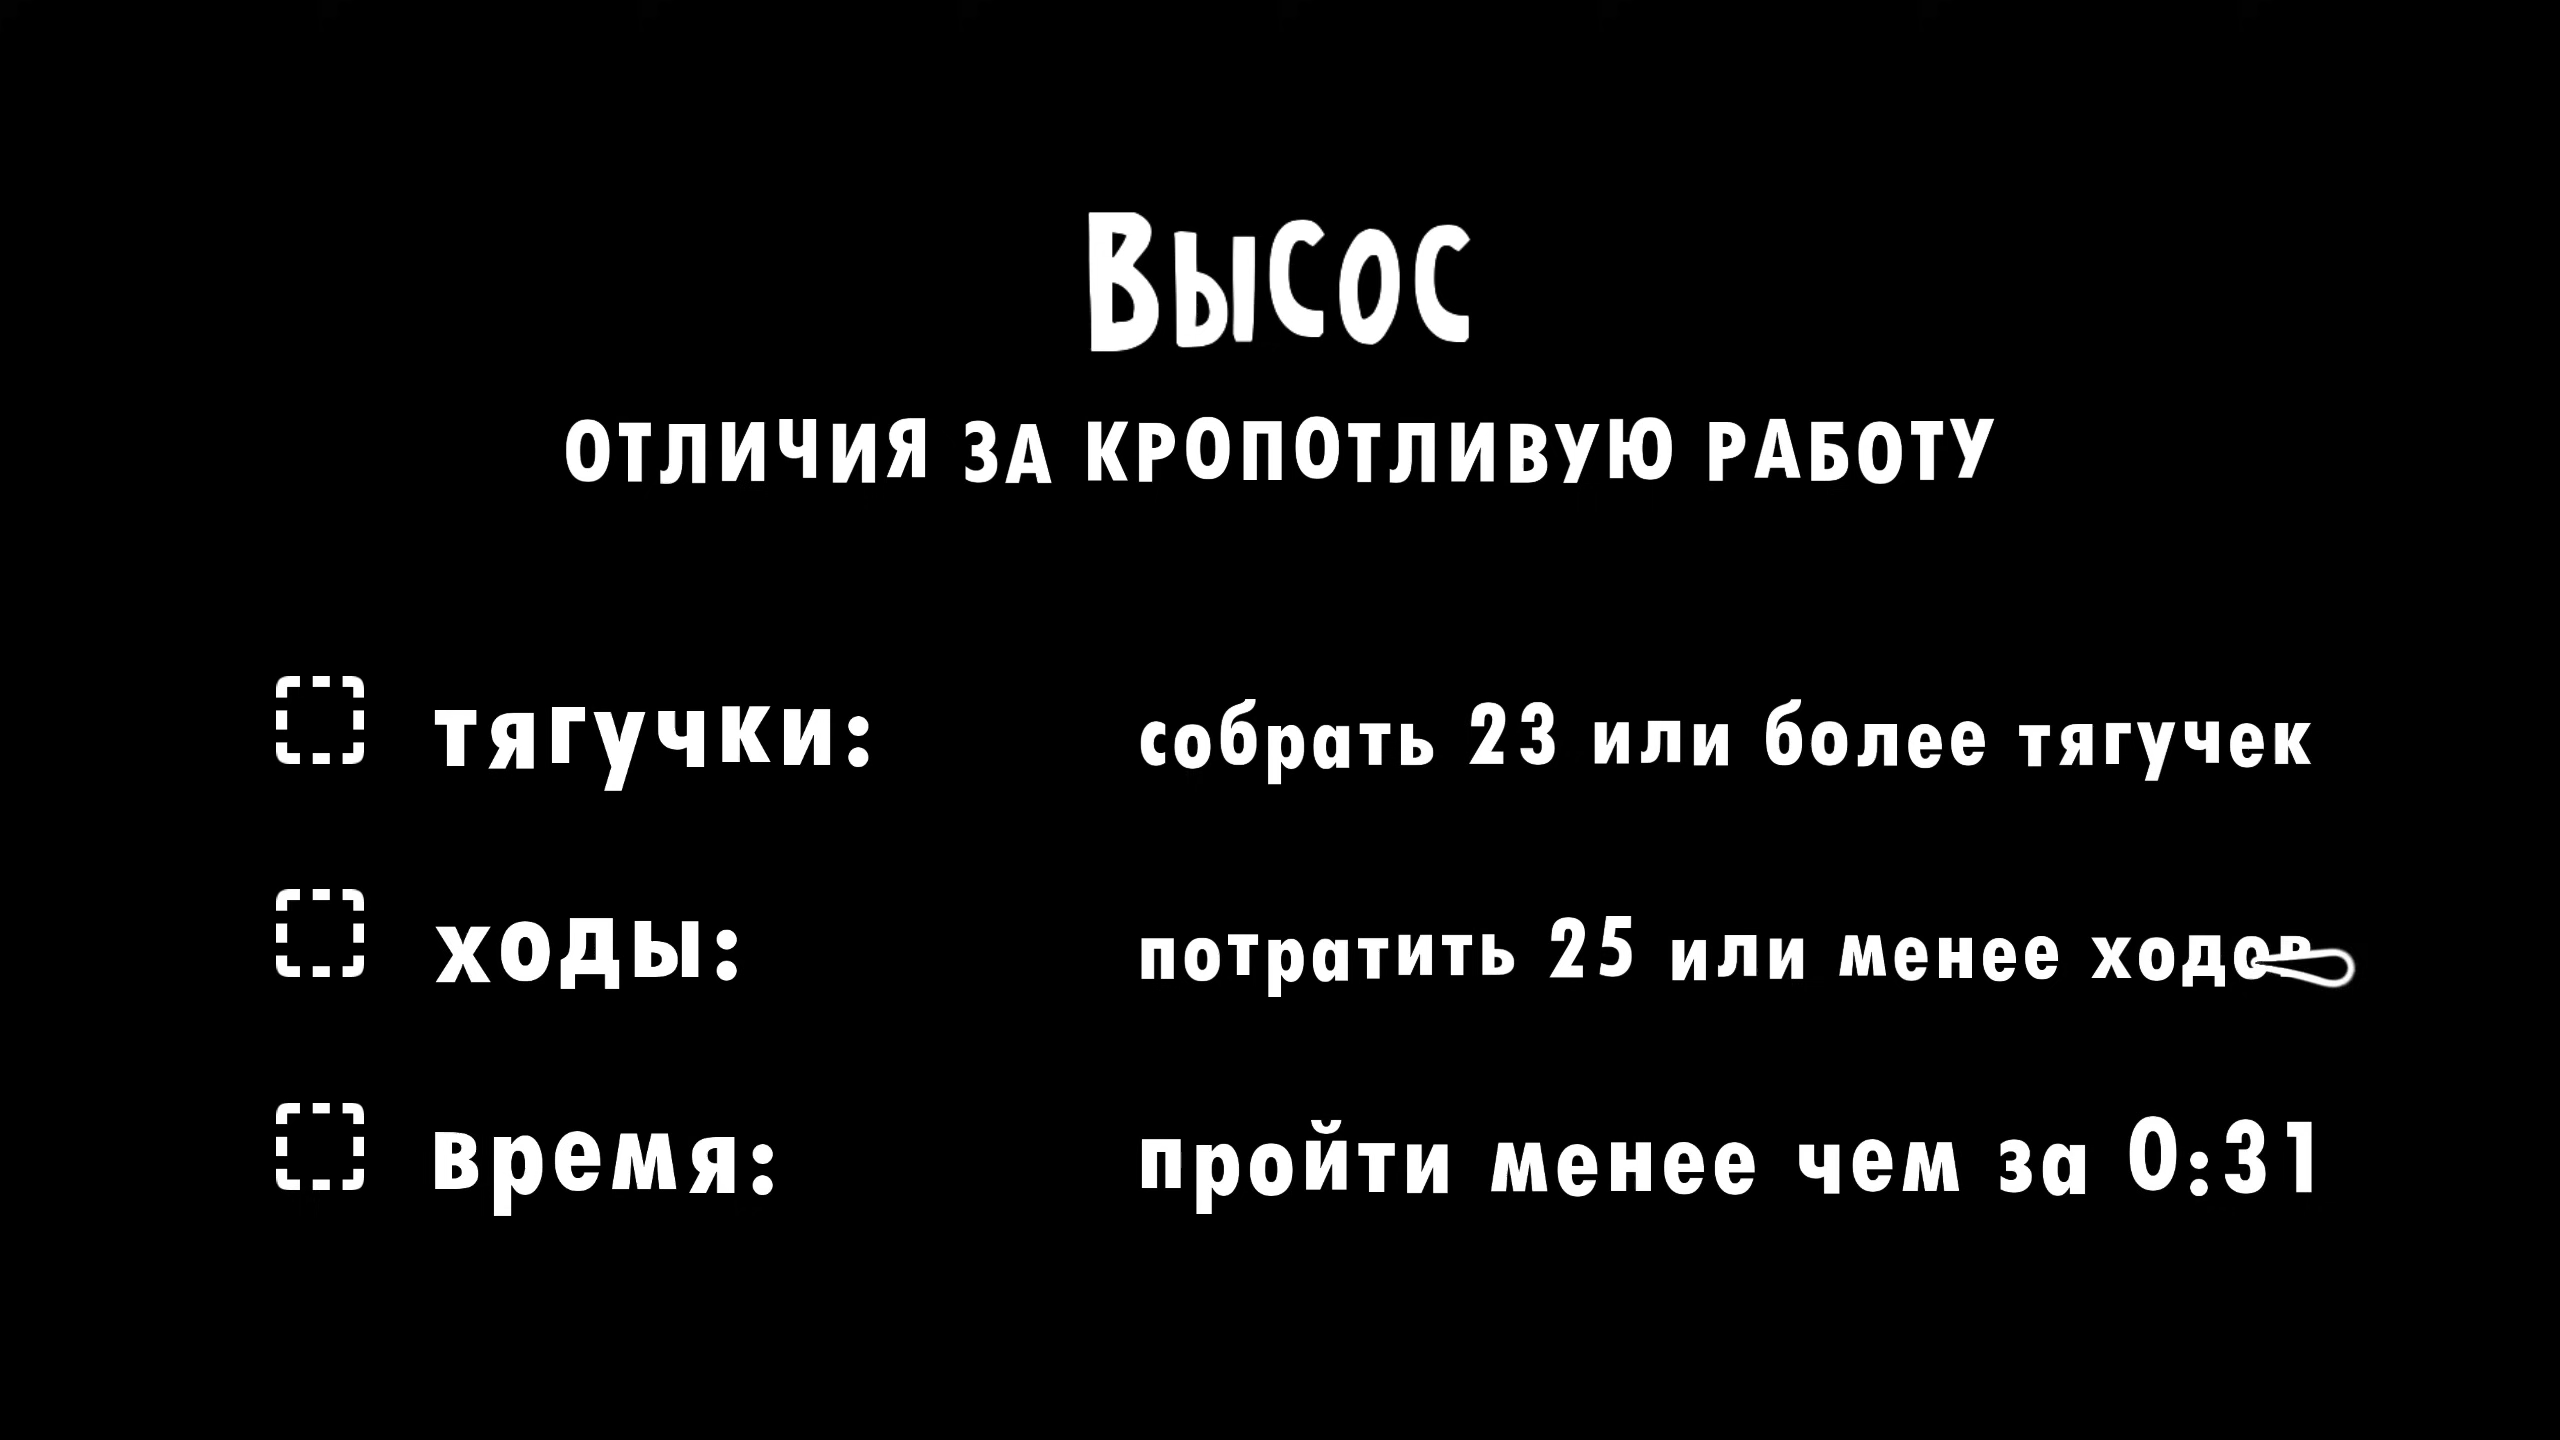 Высос
ОТЛИЧИЯ ЗА КРОПОТЛИВУЮ РАБОТУ
тягучки: собрать 23 или более тягучек
ходы: потратить 25 или менее ходов
время: пройти менее чем за 0:31